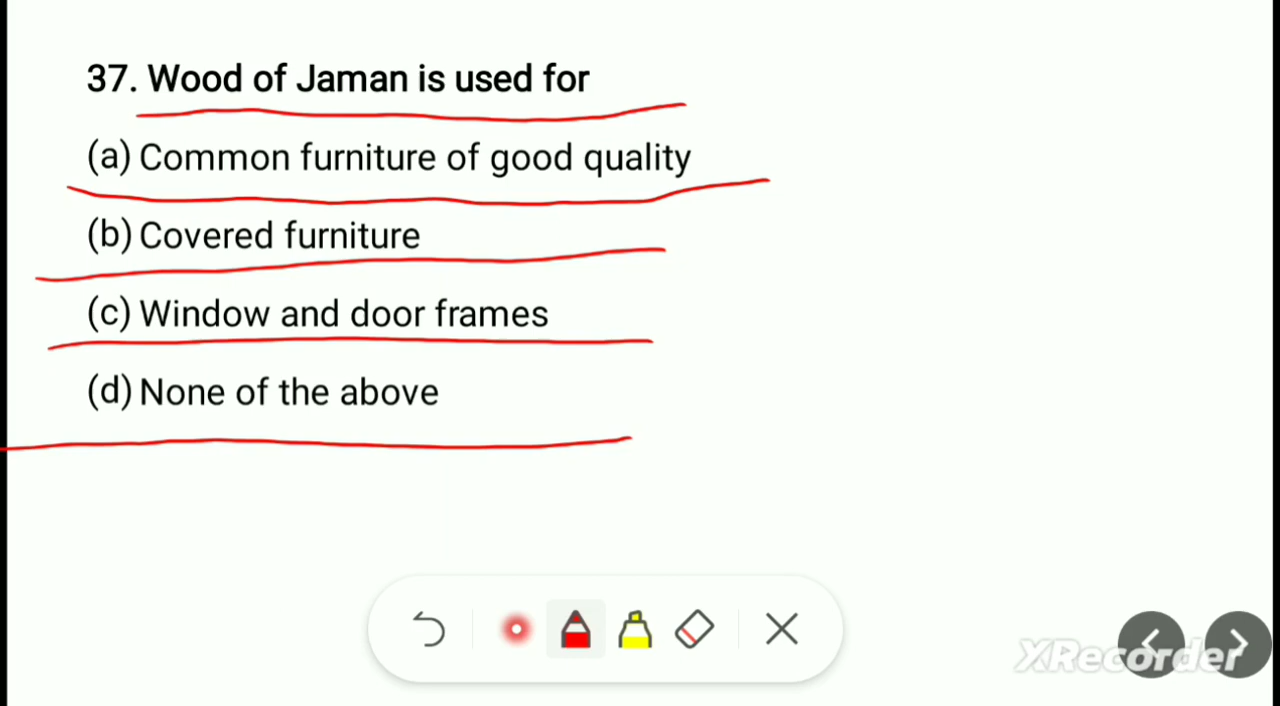 37. Wood of Jaman is used for
(a) Common furniture of good quality
(b) Covered furniture
(c) Window and door frames
(d) None of the above
XRecorder